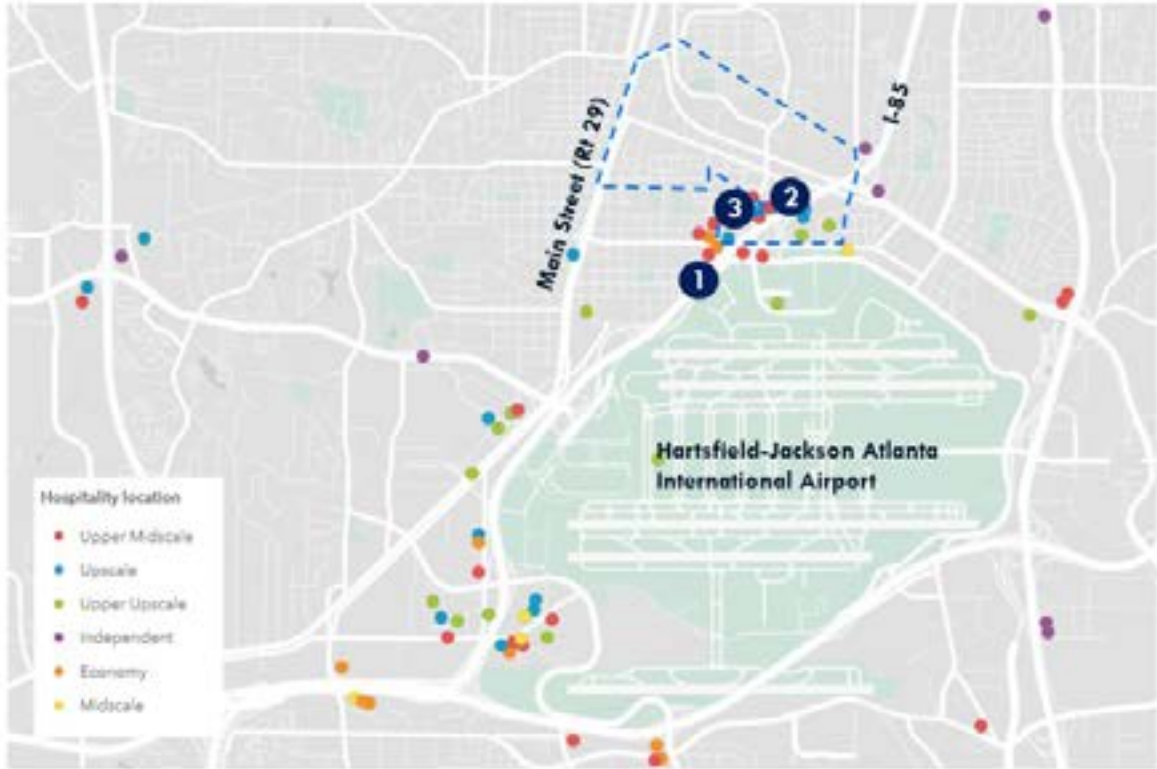 I-85
Main Street (Rt 29)
3
2
1
Hartsfield-Jackson Atlanta
International Airport
Hospitality location
Upper Midscale
Upscale
Upper Upscale
Independent
Economy
Midscale